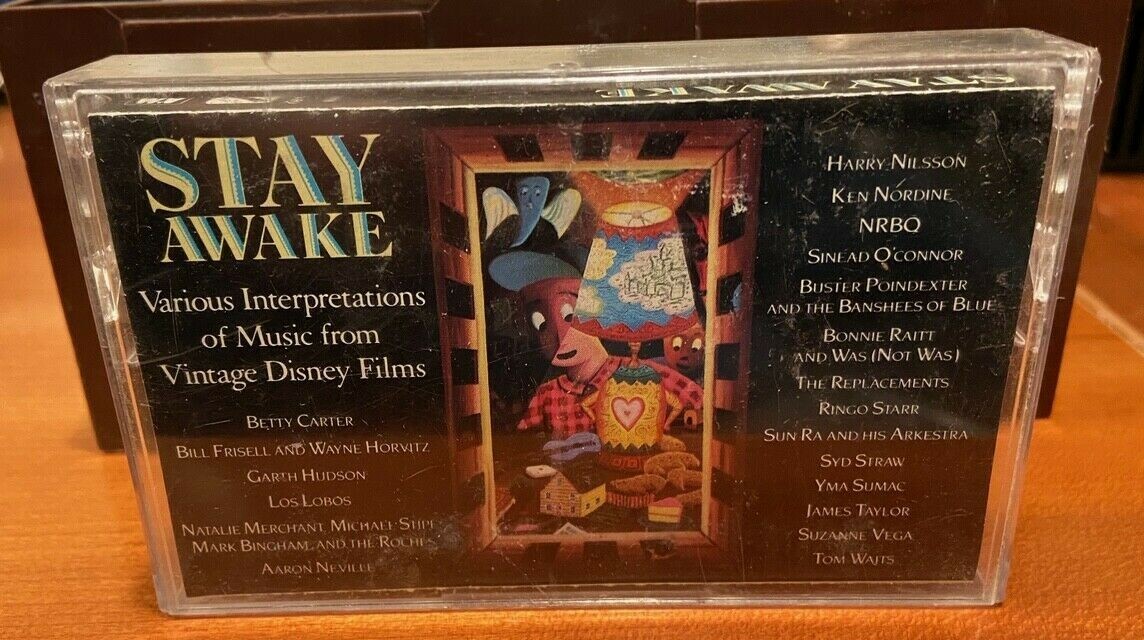 STAY AWAKE
STAY
AWAKE
Various Interpretations
of Music from
Vintage Disney Films
BETTY CARTER
BILL FRISELL AND WAYNE HORVITZ
GARTH HUDSON
LOS LOBOS
NATALIE MERCHANT, MICHAEL STIPE
MARK BINGHAM, AND THE ROCHES
AARON NEVILLE
HARRY NILSSON
KEN NORDINE
NRBQ
SINEAD O'CONNOR
BUSTER POINDEXTER
AND THE BANSHEES OF BLUE
BONNIE RAITT
AND WAS (NOT WAS)
THE REPLACEMENTS
RINGO STARR
SUN RA AND HIS ARKESTRA
SYD STRAW
YMA SUMAC
JAMES TAYLOR
SUZANNE VEGA
TOM WAITS